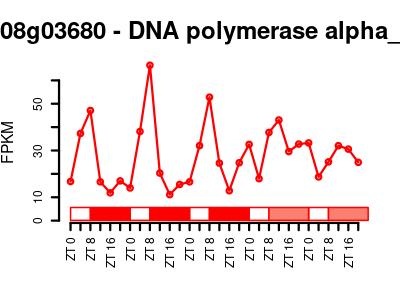 08g03680 - DNA polymerase alpha_
FPKM
50
30
10
0
ZT 0
ZT 8
ZT 16
ZT 0
ZT 8
ZT 16
ZT 0
ZT 8
ZT 16
ZT 0
ZT 8
ZT 16
ZT 0
ZT 8
ZT 16